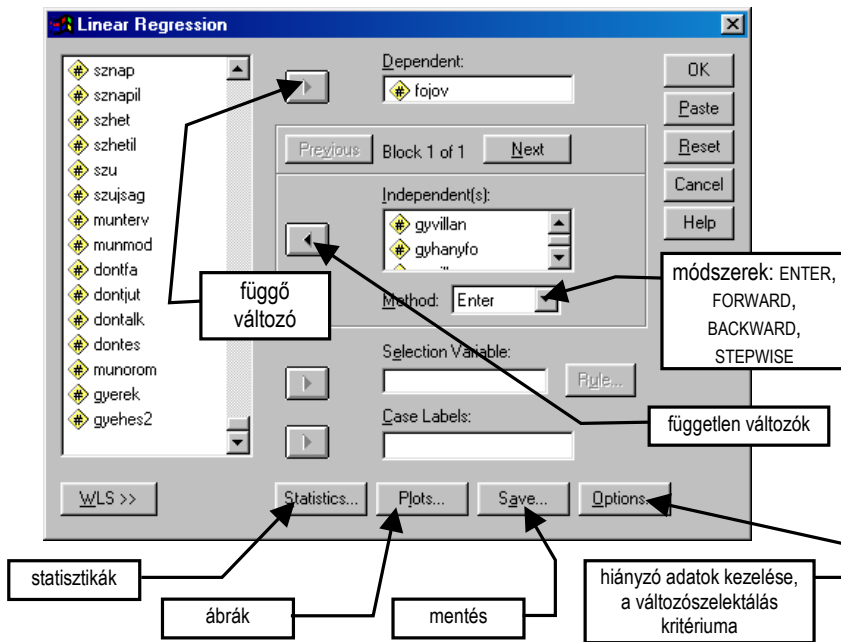 Linear Regression
sznap
sznapil
szhet
szhetil
szu
szujsag
munterv
munmod
dontfa
dontjut
dontalk
dontes
munorom
gyerek
gyehes2
Dependent:
fojov
Previous
Block 1 of 1
Next
Independent(s):
gyvillan
gyhanyfo
Method:
Enter
Selection Variable:
Rule...
Case Labels:
OK
Paste
Reset
Cancel
Help
WLS >>
Statistics...
Plots...
Save...
Options...
függő
változó
módszerek: ENTER,
FORWARD,
BACKWARD,
STEPWISE
független változók
statisztikák
ábrák
mentés
hiányzó adatok kezelése,
a változószelektálás
kritériuma